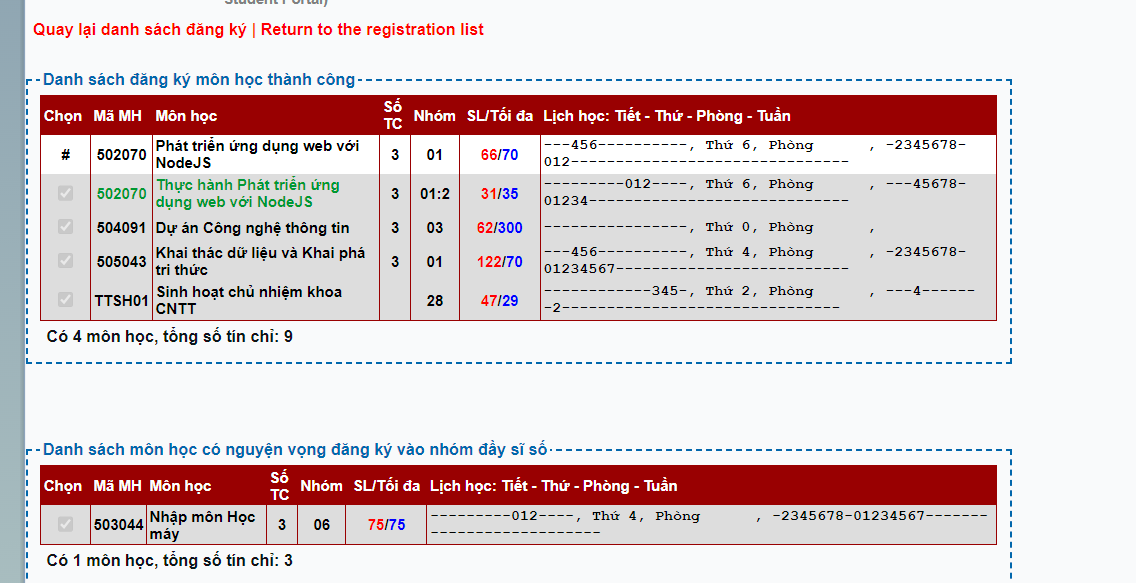 Student Portal)
Quay lại danh sách đăng ký | Return to the registration list
Danh sách đăng ký môn học thành công
Chọn Mã MH Môn học Số TC Nhóm SL/Tối đa Lịch học: Tiết - Thứ - Phòng - Tuần
# 502070 Phát triển ứng dụng web với NodeJS 3 01 66/70 ---456----------, Thứ 6, Phòng , -2345678-012------------------------------
502070 Thực hành Phát triển ứng dụng web với NodeJS 3 01:2 31/35 ---------012----, Thứ 6, Phòng , ---45678-01234----------------------------
504091 Dự án Công nghệ thông tin 3 03 62/300 ----------------, Thứ 0, Phòng ,
505043 Khai thác dữ liệu và Khai phá tri thức 3 01 122/70 ---456----------, Thứ 4, Phòng , -2345678-01234567-------------------------
TTSH01 Sinh hoạt chủ nhiệm khoa CNTT 28 47/29 ------------345-, Thứ 2, Phòng , ---4-------2------------------------------
Có 4 môn học, tổng số tín chỉ: 9
Danh sách môn học có nguyện vọng đăng ký vào nhóm đầy sĩ số
Chọn Mã MH Môn học Số TC Nhóm SL/Tối đa Lịch học: Tiết - Thứ - Phòng - Tuần
503044 Nhập môn Học máy 3 06 75/75 ---------012----, Thứ 4, Phòng , -2345678-01234567-------------------------
Có 1 môn học, tổng số tín chỉ: 3